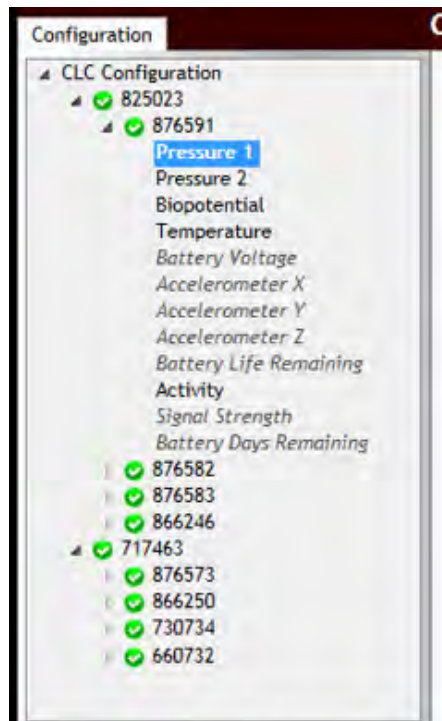 Configuration
CLC Configuration
825023
876591
Pressure 1
Pressure 2
Biopotential
Temperature
Battery Voltage
Accelerometer X
Accelerometer Y
Accelerometer Z
Battery Life Remaining
Activity
Signal Strength
Battery Days Remaining
876582
876583
866246
717463
876573
866250
730734
660732